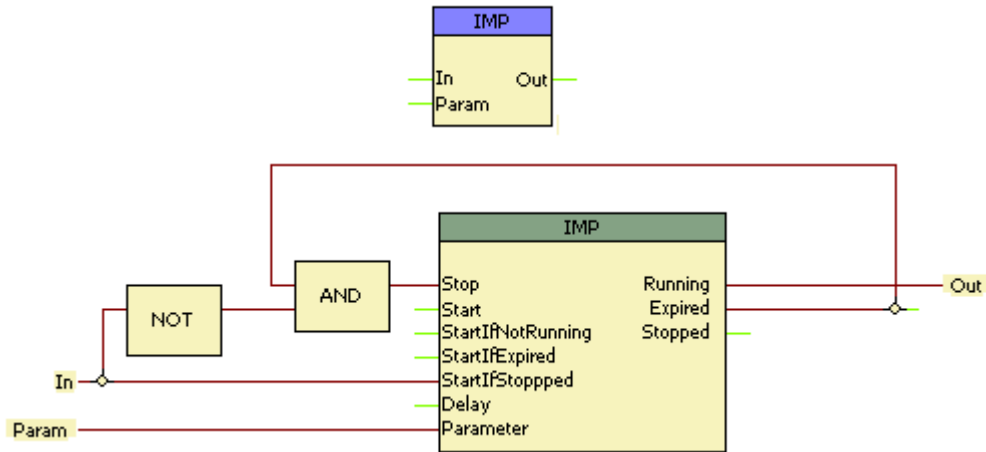 IMP
In Out
Param
IMP
Stop Running
Start Expired
StartIfNotRunning Stopped
StartIfExpired
StartIfStoppped
Delay
Parameter
AND
NOT
In
Param
Out